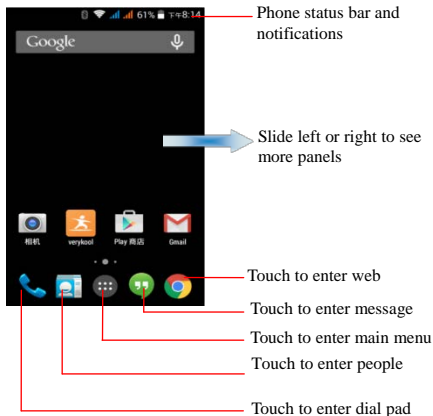 61% 下午8:14
Phone status bar and
notifications
Google
Slide left or right to see
more panels
相机 verykool Play 商店 Gmail
Touch to enter web
Touch to enter message
Touch to enter main menu
Touch to enter people
Touch to enter dial pad